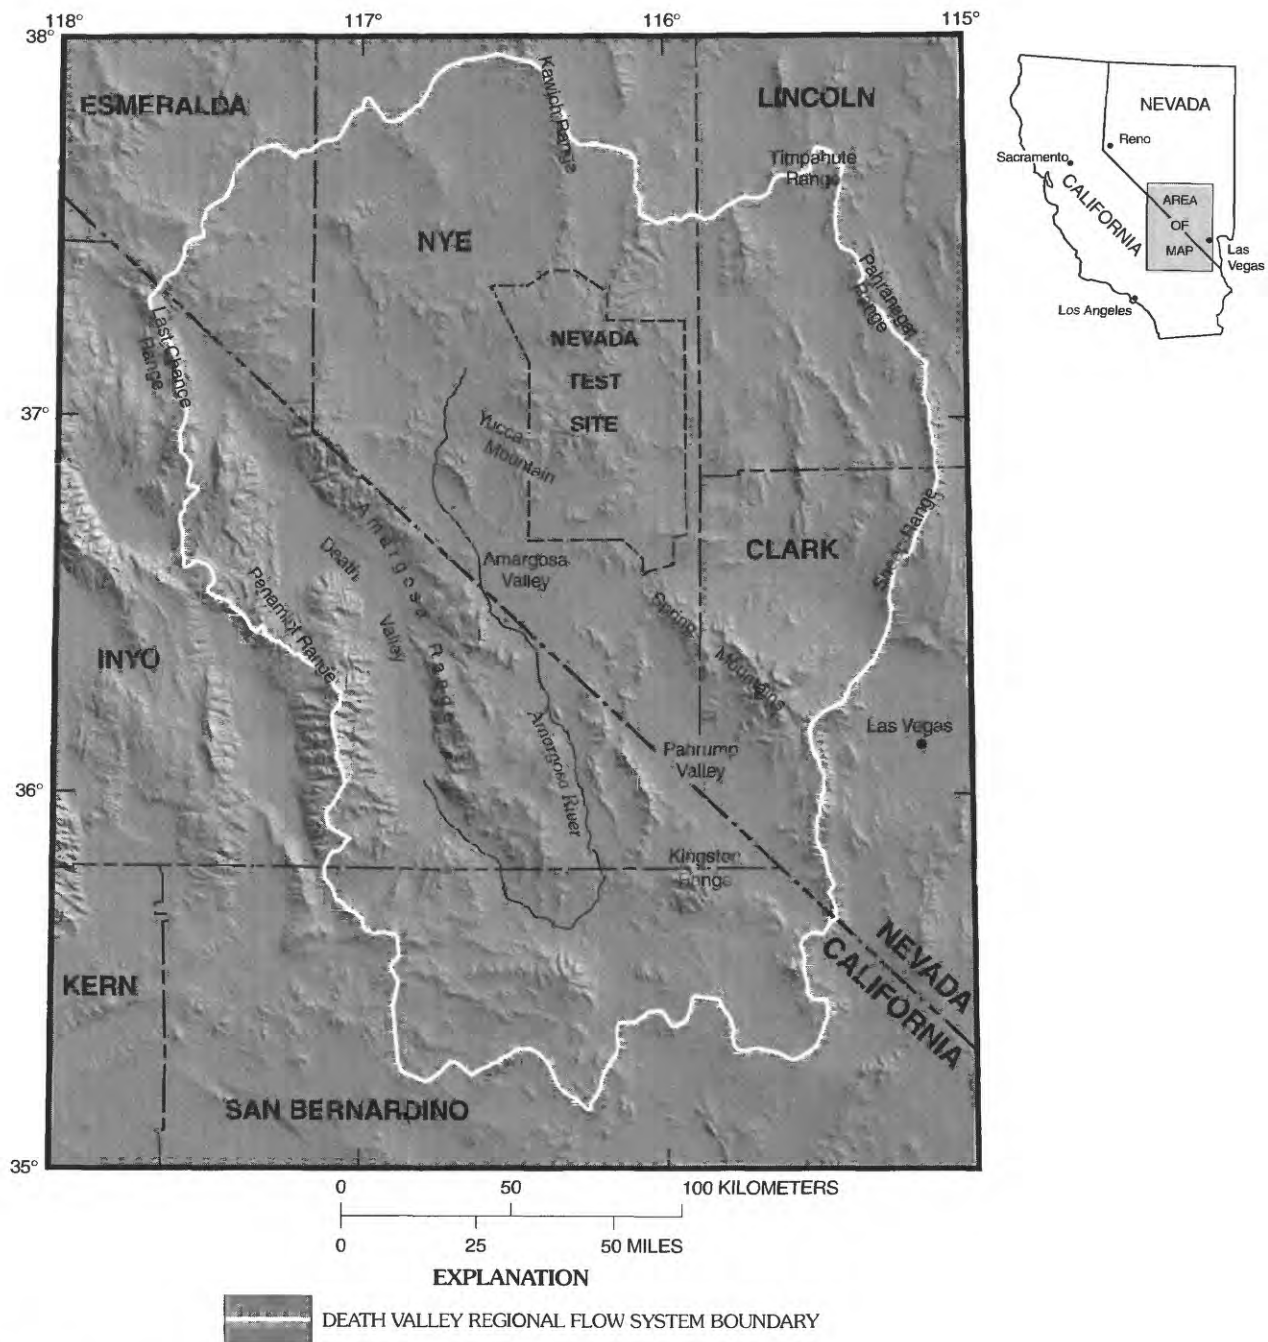 118°
117°
116°
115°
38°
ESMERALDA
Kawich Range
LINCOLN
Timpahute
Range
NYE
Pahranagat
Range
Last Chance
Range
NEVADA
TEST
SITE
37°
Yucca
Mountain
Amargosa Range
Death
Valley
Amargosa
Valley
CLARK
Sheep Range
Spring
Mountains
Panamint Range
INYO
Las Vegas
Pahrump
Valley
Amargosa River
36°
Kingston
Range
KERN
NEVADA
CALIFORNIA
SAN BERNARDINO
35°
NEVADA
Reno
Sacramento
CALIFORNIA
AREA
OF
MAP
Las
Vegas
Los Angeles
0 50 100 KILOMETERS
0 25 50 MILES
EXPLANATION
DEATH VALLEY REGIONAL FLOW SYSTEM BOUNDARY